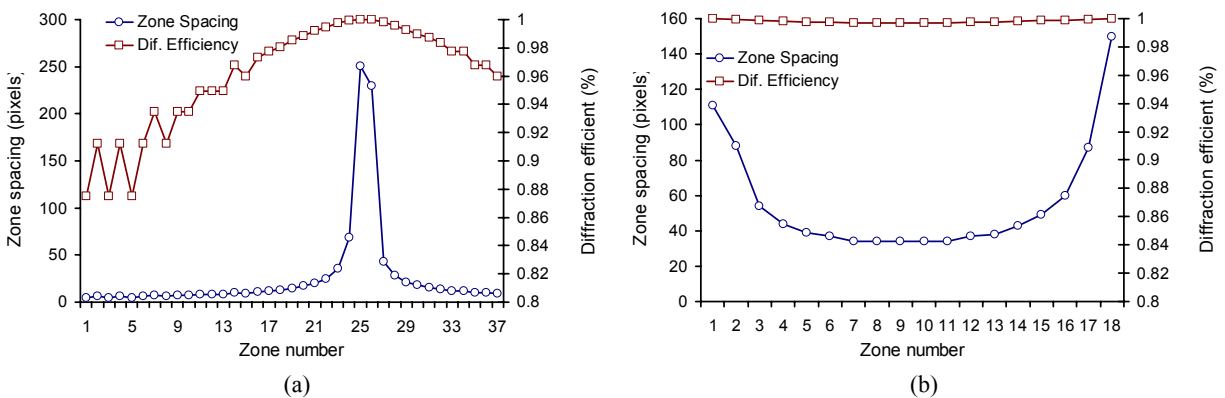 Zone Spacing
Dif. Efficiency
Zone spacing (pixels)
300
250
200
150
100
50
0
1
0.98
0.96
0.94
0.92
0.9
0.88
0.86
0.84
0.82
0.8
Diffraction efficient (%)
1 5 9 13 17 21 25 29 33 37
Zone number
(a)
Zone Spacing
Dif. Efficiency
Zone spacing (pixels)
160
140
120
100
80
60
40
20
0
1
0.98
0.96
0.94
0.92
0.9
0.88
0.86
0.84
0.82
0.8
Diffraction efficient (%)
1 2 3 4 5 6 7 8 9 10 11 12 13 14 15 16 17 18
Zone number
(b)